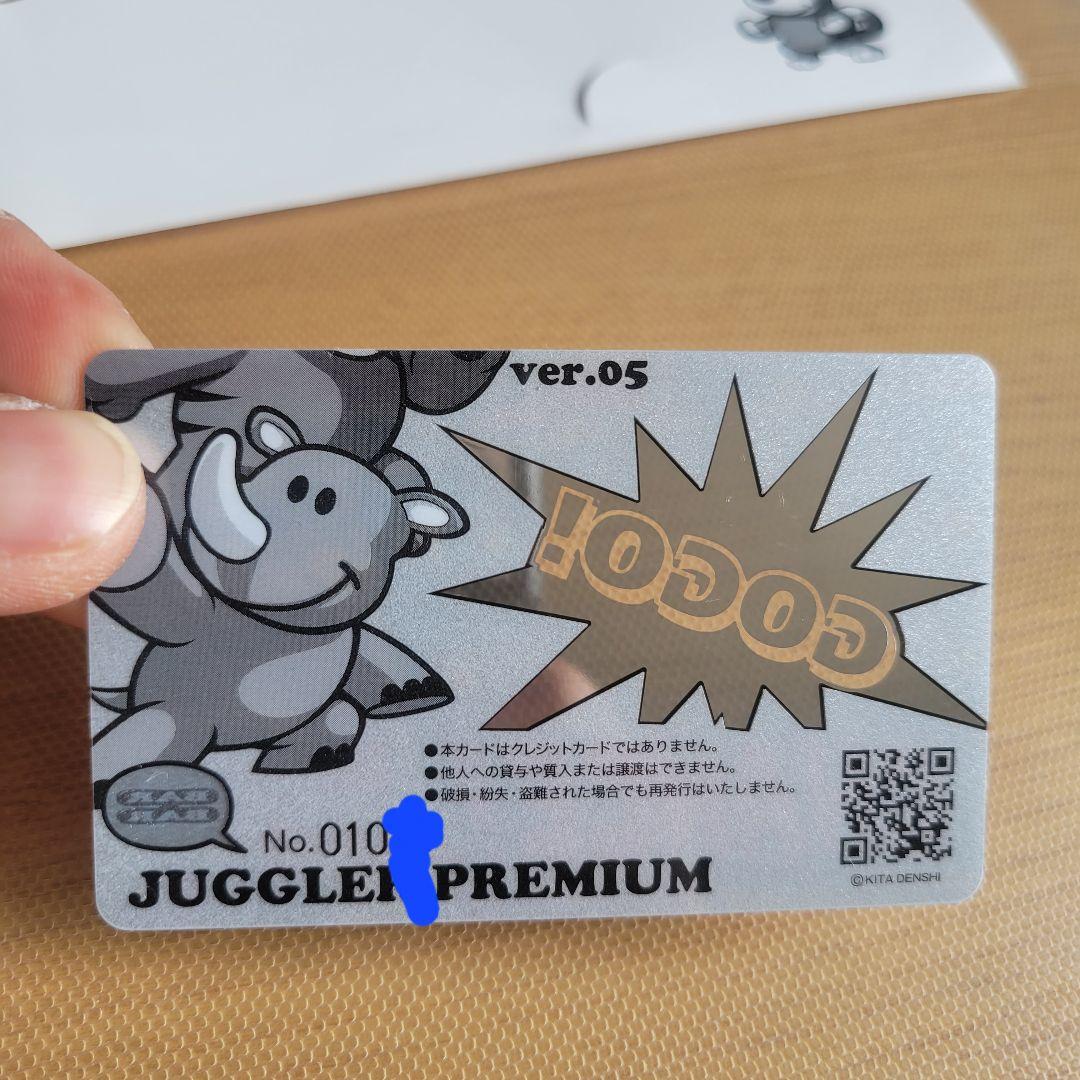 ver.05
GOGO!
●本カードはクレジットカードではありません。
●他人への貸与や質入または譲渡はできません。
●破損・紛失・盗難された場合でも再発行はいたしません。
No.010
JUGGLER PREMIUM
©KITA DENSHI